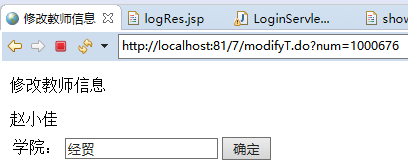 修改教师信息
logRes.jsp
LoginServle
show
http://localhost:81/7/modifyT.do?num=1000676
修改教师信息
赵小佳
学院： 经贸 确定